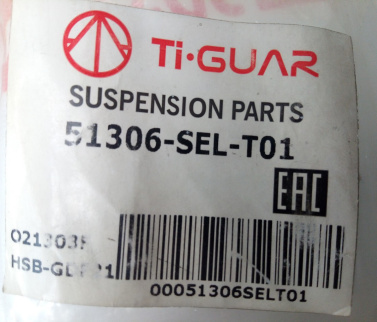 Ti·GUAR
SUSPENSION PARTS
51306-SEL-T01
EAC
00051306SELT01